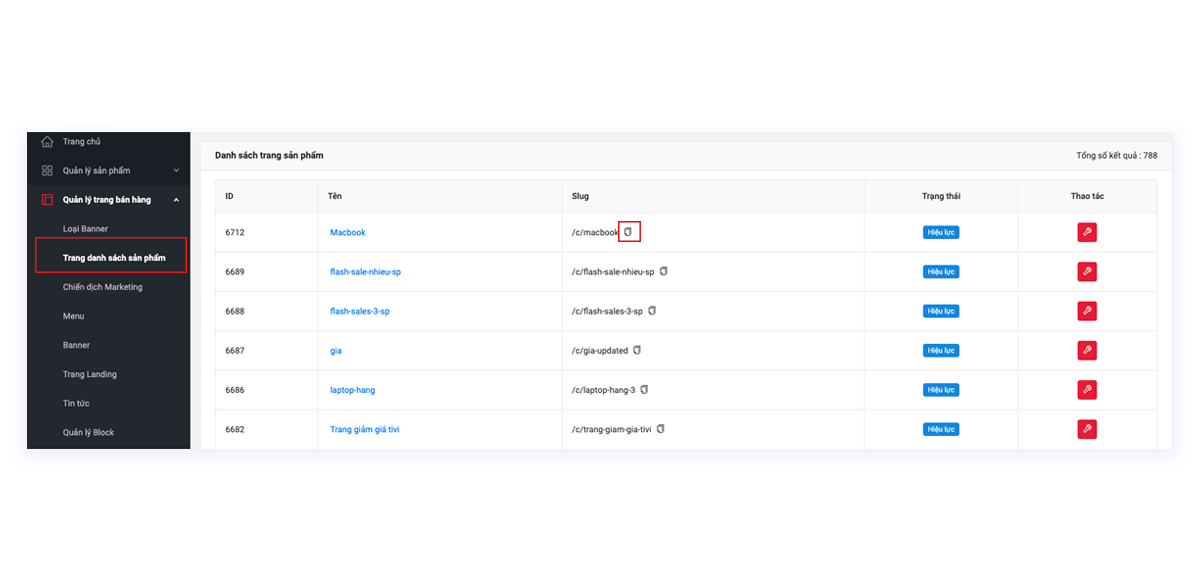 Trang chủ
Quản lý sản phẩm
Quản lý trang bán hàng
Loại Banner
Trang danh sách sản phẩm
Chiến dịch Marketing
Menu
Banner
Trang Landing
Tin tức
Quản lý Block
Danh sách trang sản phẩm Tổng số kết quả : 788
ID Tên Slug Trạng thái Thao tác
6712 Macbook /c/macbook Hiệu lực
6689 flash-sale-nhieu-sp /c/flash-sale-nhieu-sp Hiệu lực
6688 flash-sales-3-sp /c/flash-sales-3-sp Hiệu lực
6687 gia /c/gia-updated Hiệu lực
6686 laptop-hang /c/laptop-hang-3 Hiệu lực
6682 Trang giảm giá tivi /c/trang-giam-gia-tivi Hiệu lực